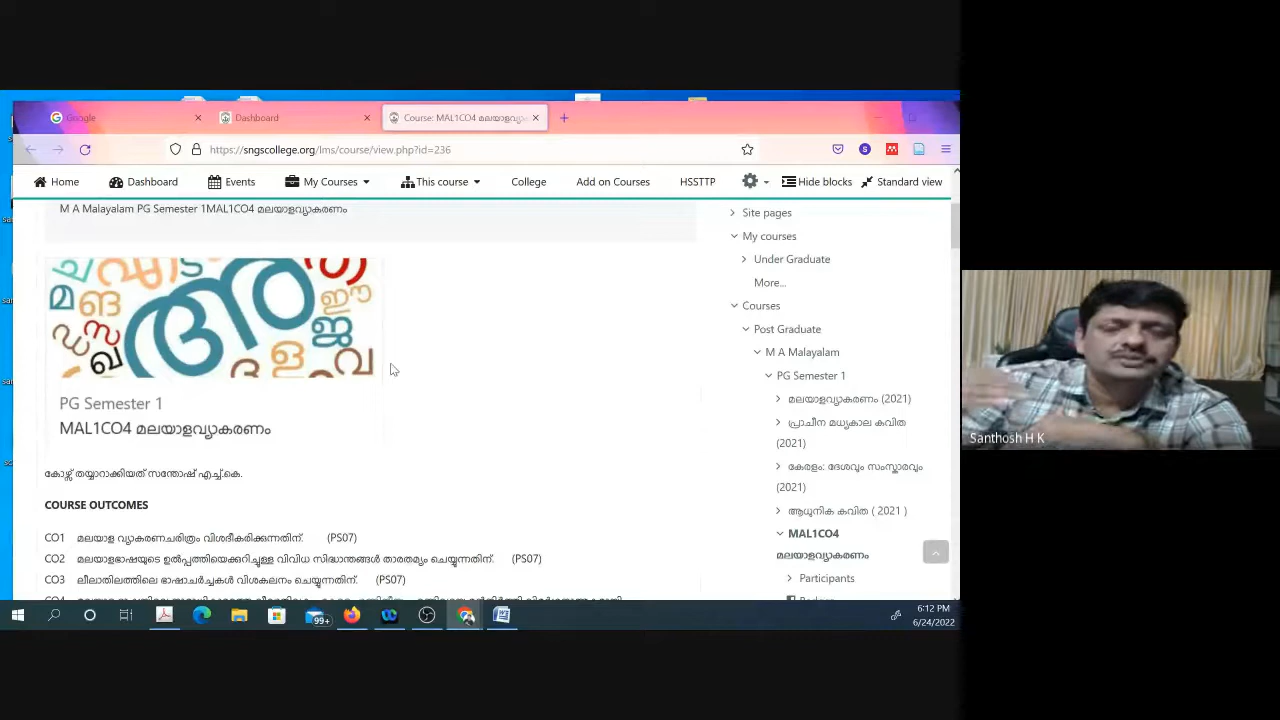 Google
Dashboard
Course: MAL1CO4 മലയാളവ്യാ
https://sngscollege.org/lms/course/view.php?id=236
Home Dashboard Events My Courses This course College Add on Courses HSSTTP Hide blocks Standard view
M A Malayalam PG Semester 1MAL1CO4 മലയാളവ്യാകരണം
അ
PG Semester 1
MAL1CO4 മലയാളവ്യാകരണം
കോഴ്സ് തയ്യാറാക്കിയത് സന്തോഷ് എച്ച്.കെ.
COURSE OUTCOMES
CO1 മലയാള വ്യാകരണചരിത്രം വിശദീകരിക്കുന്നതിന്. (PS07)
CO2 മലയാളഭാഷയുടെ ഉൽപ്പത്തിയെക്കുറിച്ചുള്ള വിവിധ സിദ്ധാന്തങ്ങൾ താരതമ്യം ചെയ്യുന്നതിന്. (PS07)
CO3 ലീലാതിലത്തിലെ ഭാഷാചർച്ചകൾ വിശകലനം ചെയ്യുന്നതിന്. (PS07)
Site pages
My courses
Under Graduate
More...
Courses
Post Graduate
M A Malayalam
PG Semester 1
മലയാളവ്യാകരണം (2021)
പ്രാചീന മധ്യകാല കവിത
(2021)
കേരളം: ദേശവും സംസ്കാരവും
(2021)
ആധുനിക കവിത ( 2021 )
MAL1CO4
മലയാളവ്യാകരണം
Participants
Santhosh H K
99+
6:12 PM
6/24/2022